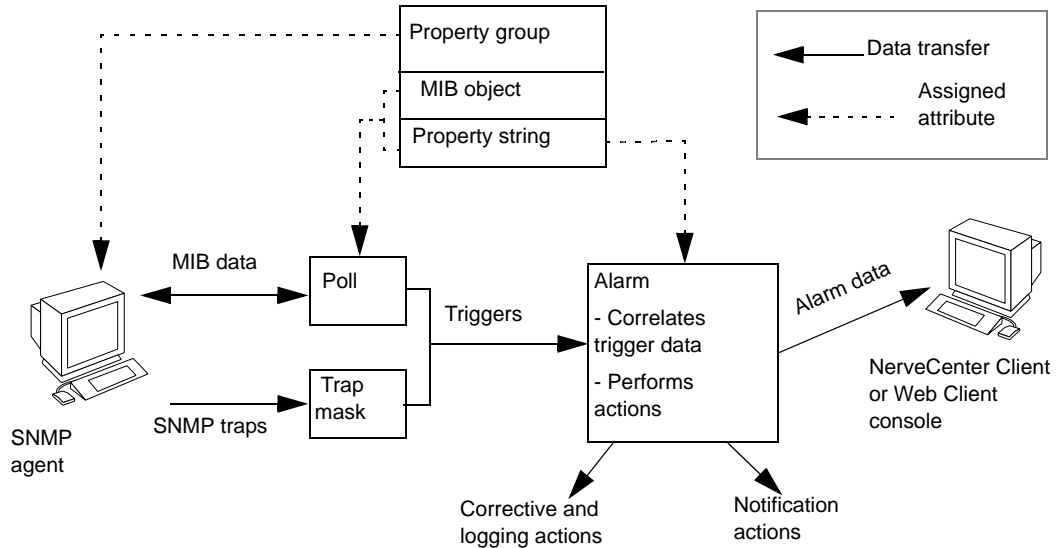 Property group
MIB object
Property string
Data transfer
Assigned
attribute
MIB data
Poll
Triggers
Trap
mask
SNMP traps
SNMP
agent
Alarm
- Correlates
trigger data
- Performs
actions
Alarm data
NerveCenter Client
or Web Client
console
Corrective and
logging actions
Notification
actions